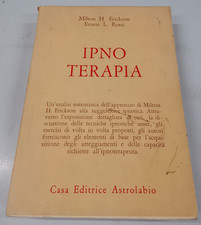 Milton H. Erickson
Ernest L. Rossi
IPNO
TERAPIA
Un'analisi sistematica dell'approccio di Milton
H. Erickson alla suggestione ipnotica. Attra-
verso l'esposizione dettagliata di casi, la di-
scussione delle tecniche ipnotiche usate, gli
esercizi di volta in volta proposti, gli autori
forniscono gli elementi di base per l'acqui-
sizione degli atteggiamenti e delle capacità
richieste all'ipnoterapeuta.
Casa Editrice Astrolabio